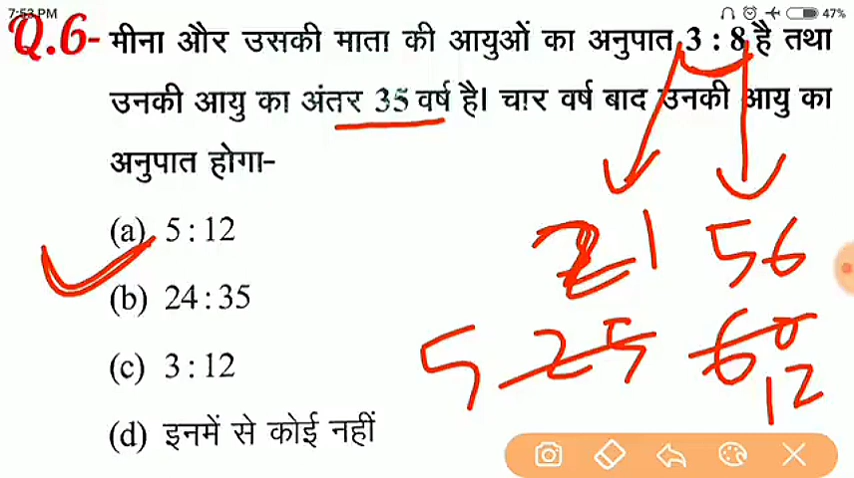 7:53 PM 47%
Q.6- मीना और उसकी माता की आयुओं का अनुपात 3 : 8 है तथा
उनकी आयु का अंतर 35 वर्ष है। चार वर्ष बाद उनकी आयु का
अनुपात होगा-
(a) 5 : 12
21 56
(b) 24 : 35
5 25 60
(c) 3 : 12
12
(d) इनमें से कोई नहीं